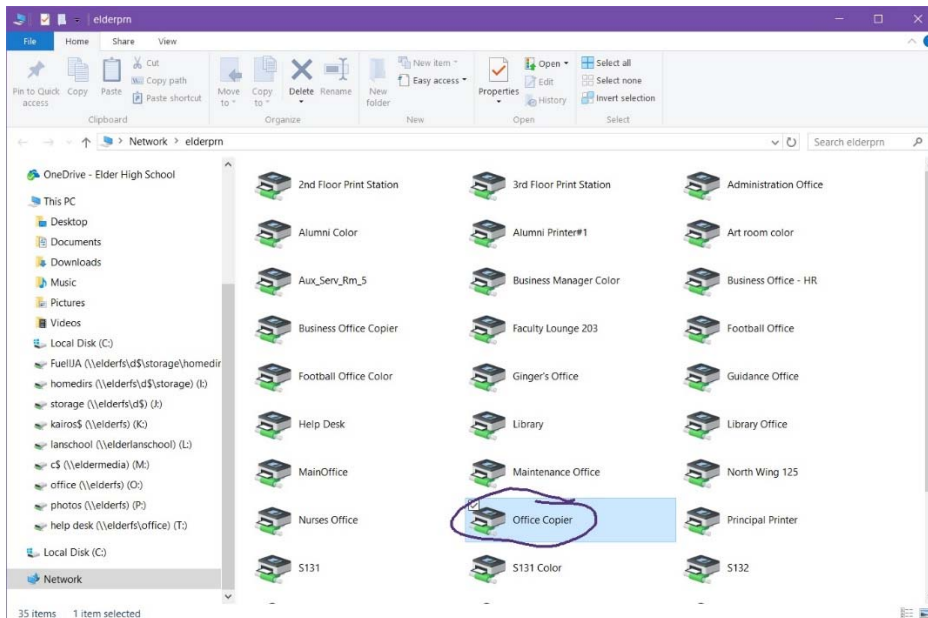 elderprn
File Home Share View
Pin to Quick access
Copy
Paste
Cut
Copy path
Paste shortcut
Clipboard
Move to
Copy to
Delete
Rename
Organize
New folder
New item
Easy access
New
Properties
Open
Edit
History
Open
Select all
Select none
Invert selection
Select
Network > elderprn
Search elderprn
OneDrive - Elder High School
This PC
Desktop
Documents
Downloads
Music
Pictures
Videos
Local Disk (C:)
FuellJA (\\elderfs\d$\storage\homedir
homedirs (\\elderfs\d$\storage) (I:)
storage (\\elderfs\d$) (J:)
kairos$ (\\elderfs) (K:)
lanschool (\\elderlanschool) (L:)
c$ (\\eldermedia) (M:)
office (\\elderfs) (O:)
photos (\\elderfs) (P:)
help desk (\\elderfs\office) (T:)
Local Disk (C:)
Network
2nd Floor Print Station
3rd Floor Print Station
Administration Office
Alumni Color
Alumni Printer#1
Art room color
Aux_Serv_Rm_5
Business Manager Color
Business Office - HR
Business Office Copier
Faculty Lounge 203
Football Office
Football Office Color
Ginger's Office
Guidance Office
Help Desk
Library
Library Office
MainOffice
Maintenance Office
North Wing 125
Nurses Office
Office Copier
Principal Printer
S131
S131 Color
S132
35 items 1 item selected